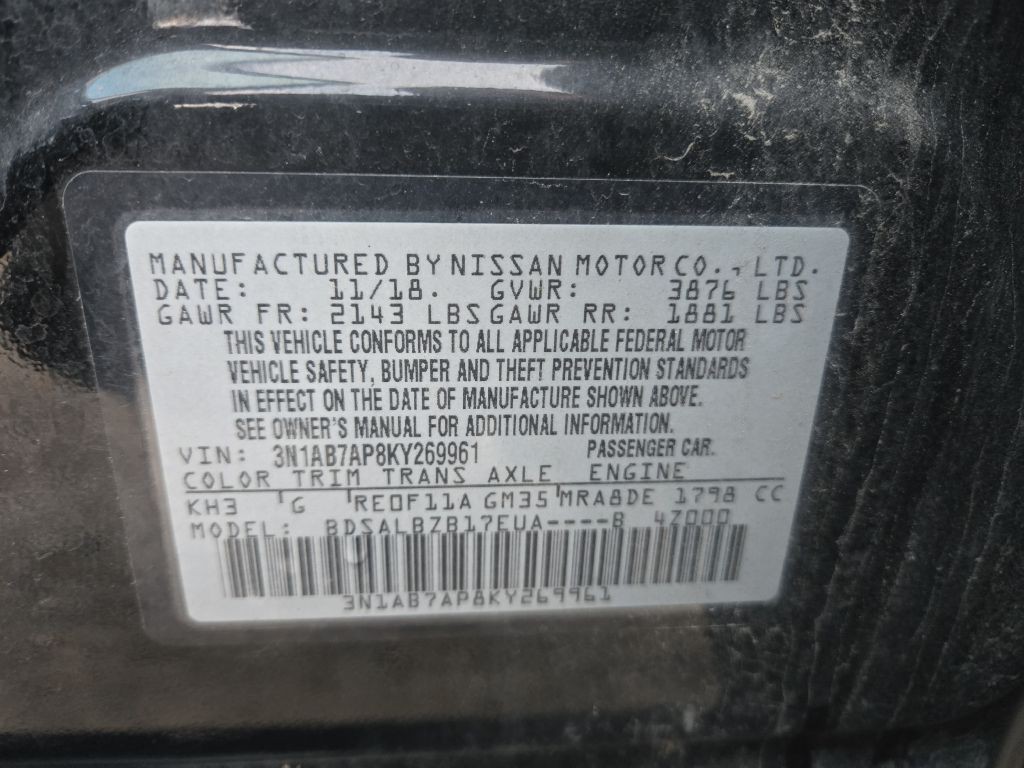 MANUFACTURED BY NISSAN MOTOR CO., LTD.
DATE: 11/18. GVWR: 3876 LBS
GAWR FR: 2143 LBS GAWR RR: 1881 LBS
THIS VEHICLE CONFORMS TO ALL APPLICABLE FEDERAL MOTOR
VEHICLE SAFETY, BUMPER AND THEFT PREVENTION STANDARDS
IN EFFECT ON THE DATE OF MANUFACTURE SHOWN ABOVE.
SEE OWNER'S MANUAL FOR ADDITIONAL INFORMATION.
VIN: 3N1AB7AP8KY269961 PASSENGER CAR.
COLOR TRIM TRANS AXLE ENGINE
KH3 G RE0F11A GM35 MRA8DE 1798 CC
MODEL: BDSALBZB17EUA----B 4Z000
3N1AB7AP8KY269961